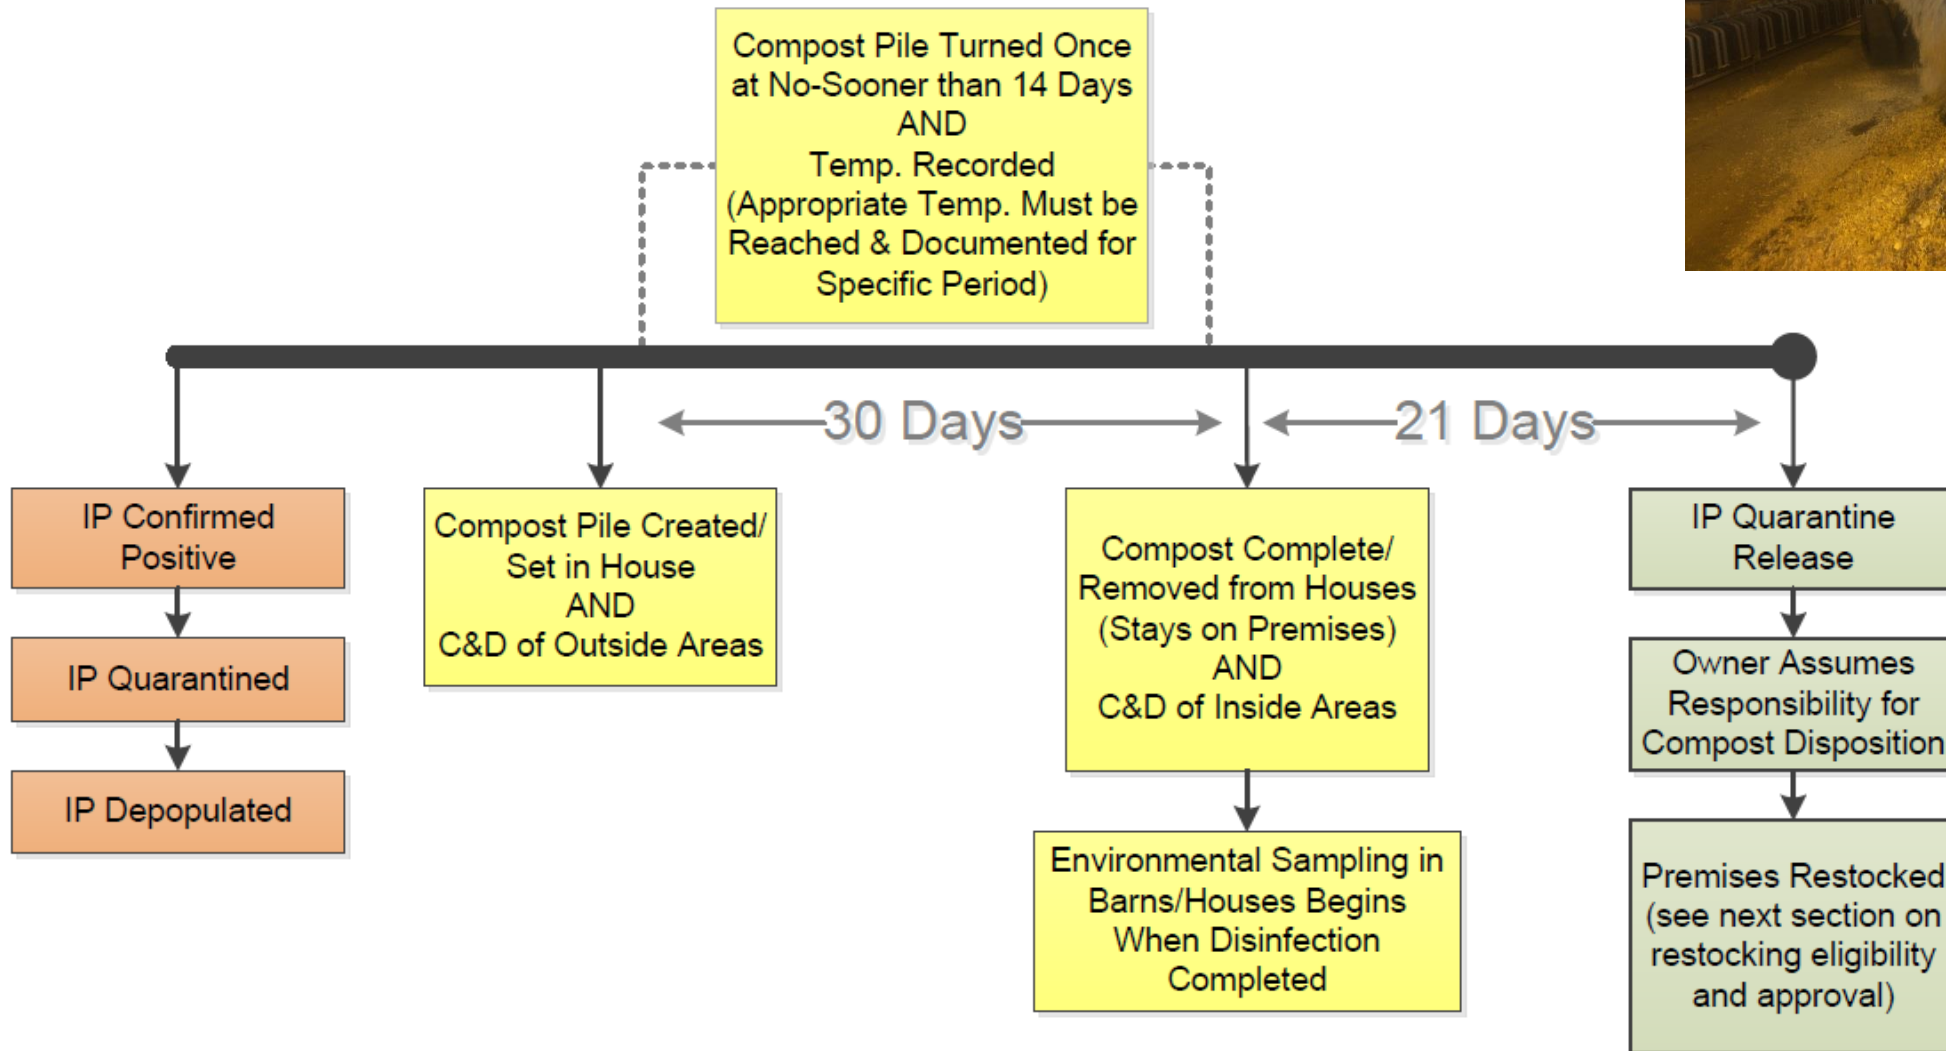 Compost Pile Turned Once
at No-Sooner than 14 Days
AND
Temp. Recorded
(Appropriate Temp. Must be
Reached & Documented for
Specific Period)
30 Days
21 Days
IP Confirmed
Positive
IP Quarantined
IP Depopulated
Compost Pile Created/
Set in House
AND
C&D of Outside Areas
Compost Complete/
Removed from Houses
(Stays on Premises)
AND
C&D of Inside Areas
Environmental Sampling in
Barns/Houses Begins
When Disinfection
Completed
IP Quarantine
Release
Owner Assumes
Responsibility for
Compost Disposition
Premises Restocked
(see next section on
restocking eligibility
and approval)